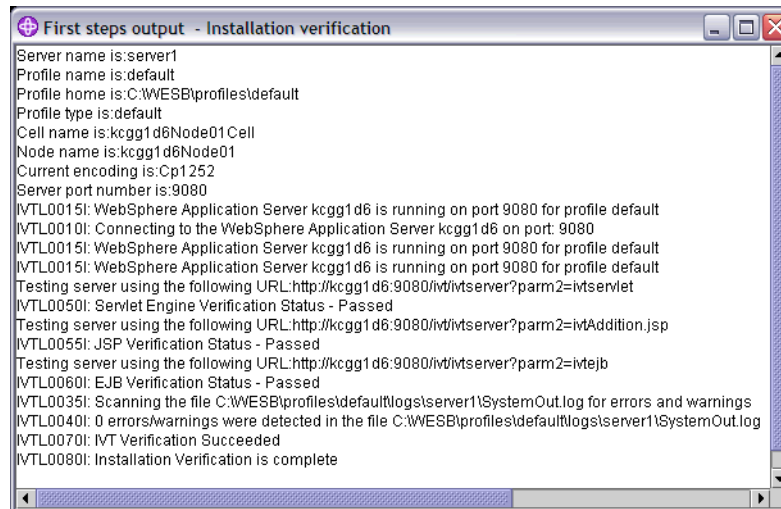 First steps output - Installation verification
Server name is:server1
Profile name is:default
Profile home is:C:\WESB\profiles\default
Profile type is:default
Cell name is:kcgg1d6Node01Cell
Node name is:kcgg1d6Node01
Current encoding is:Cp1252
Server port number is:9080
IVTL0015I: WebSphere Application Server kcgg1d6 is running on port 9080 for profile default
IVTL0010I: Connecting to the WebSphere Application Server kcgg1d6 on port: 9080
IVTL0015I: WebSphere Application Server kcgg1d6 is running on port 9080 for profile default
IVTL0015I: WebSphere Application Server kcgg1d6 is running on port 9080 for profile default
Testing server using the following URL:http://kcgg1d6:9080/ivt/ivtserver?parm2=ivtservlet
IVTL0050I: Servlet Engine Verification Status - Passed
Testing server using the following URL:http://kcgg1d6:9080/ivt/ivtserver?parm2=ivtAddition.jsp
IVTL0055I: JSP Verification Status - Passed
Testing server using the following URL:http://kcgg1d6:9080/ivt/ivtserver?parm2=ivtejb
IVTL0060I: EJB Verification Status - Passed
IVTL0035I: Scanning the file C:\WESB\profiles\default\logs\server1\SystemOut.log for errors and warnings
IVTL0040I: 0 errors/warnings were detected in the file C:\WESB\profiles\default\logs\server1\SystemOut.log
IVTL0070I: IVT Verification Succeeded
IVTL0080I: Installation Verification is complete